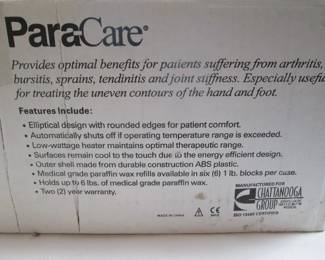 ParaCare®
Provides optimal benefits for patients suffering from arthritis,
bursitis, sprains, tendinitis and joint stiffness. Especially useful
for treating the uneven contours of the hand and foot.
Features Include:
• Elliptical design with rounded edges for patient comfort.
• Automatically shuts off if operating temperature range is exceeded.
• Low-wattage heater maintains optimal therapeutic range.
• Surfaces remain cool to the touch due to the energy efficient design.
• Outer shell made from durable construction ABS plastic.
• Medical grade paraffin wax refills available in six (6) 1 lb. blocks per case.
• Holds up to 6 lbs. of medical grade paraffin wax.
• Two (2) year warranty.
MADE IN CHINA
CE
MANUFACTURED FOR
CHATTANOOGA
GROUP
ISO 13485 CERTIFIED